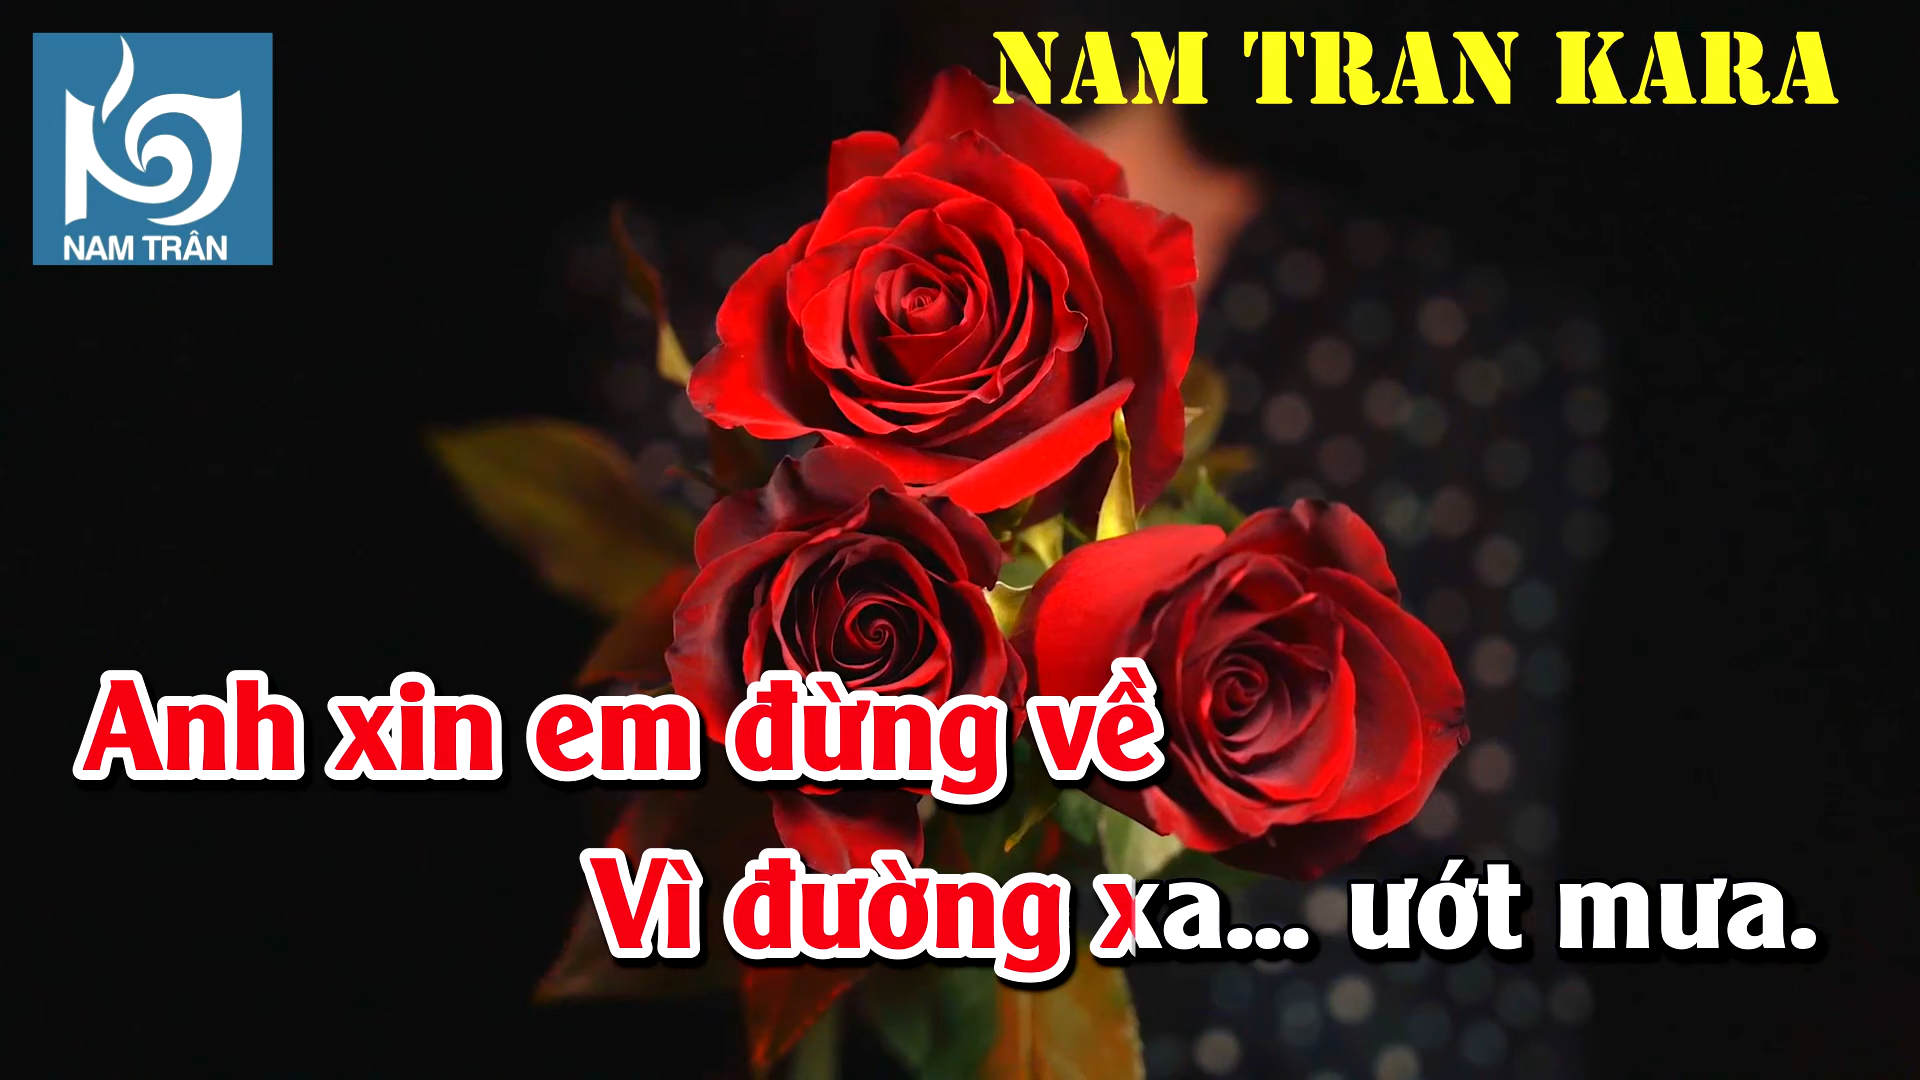 NAM TRAN KARA
NAM TRÂN
Anh xin em đừng về
Vì đường xa... ướt mưa.